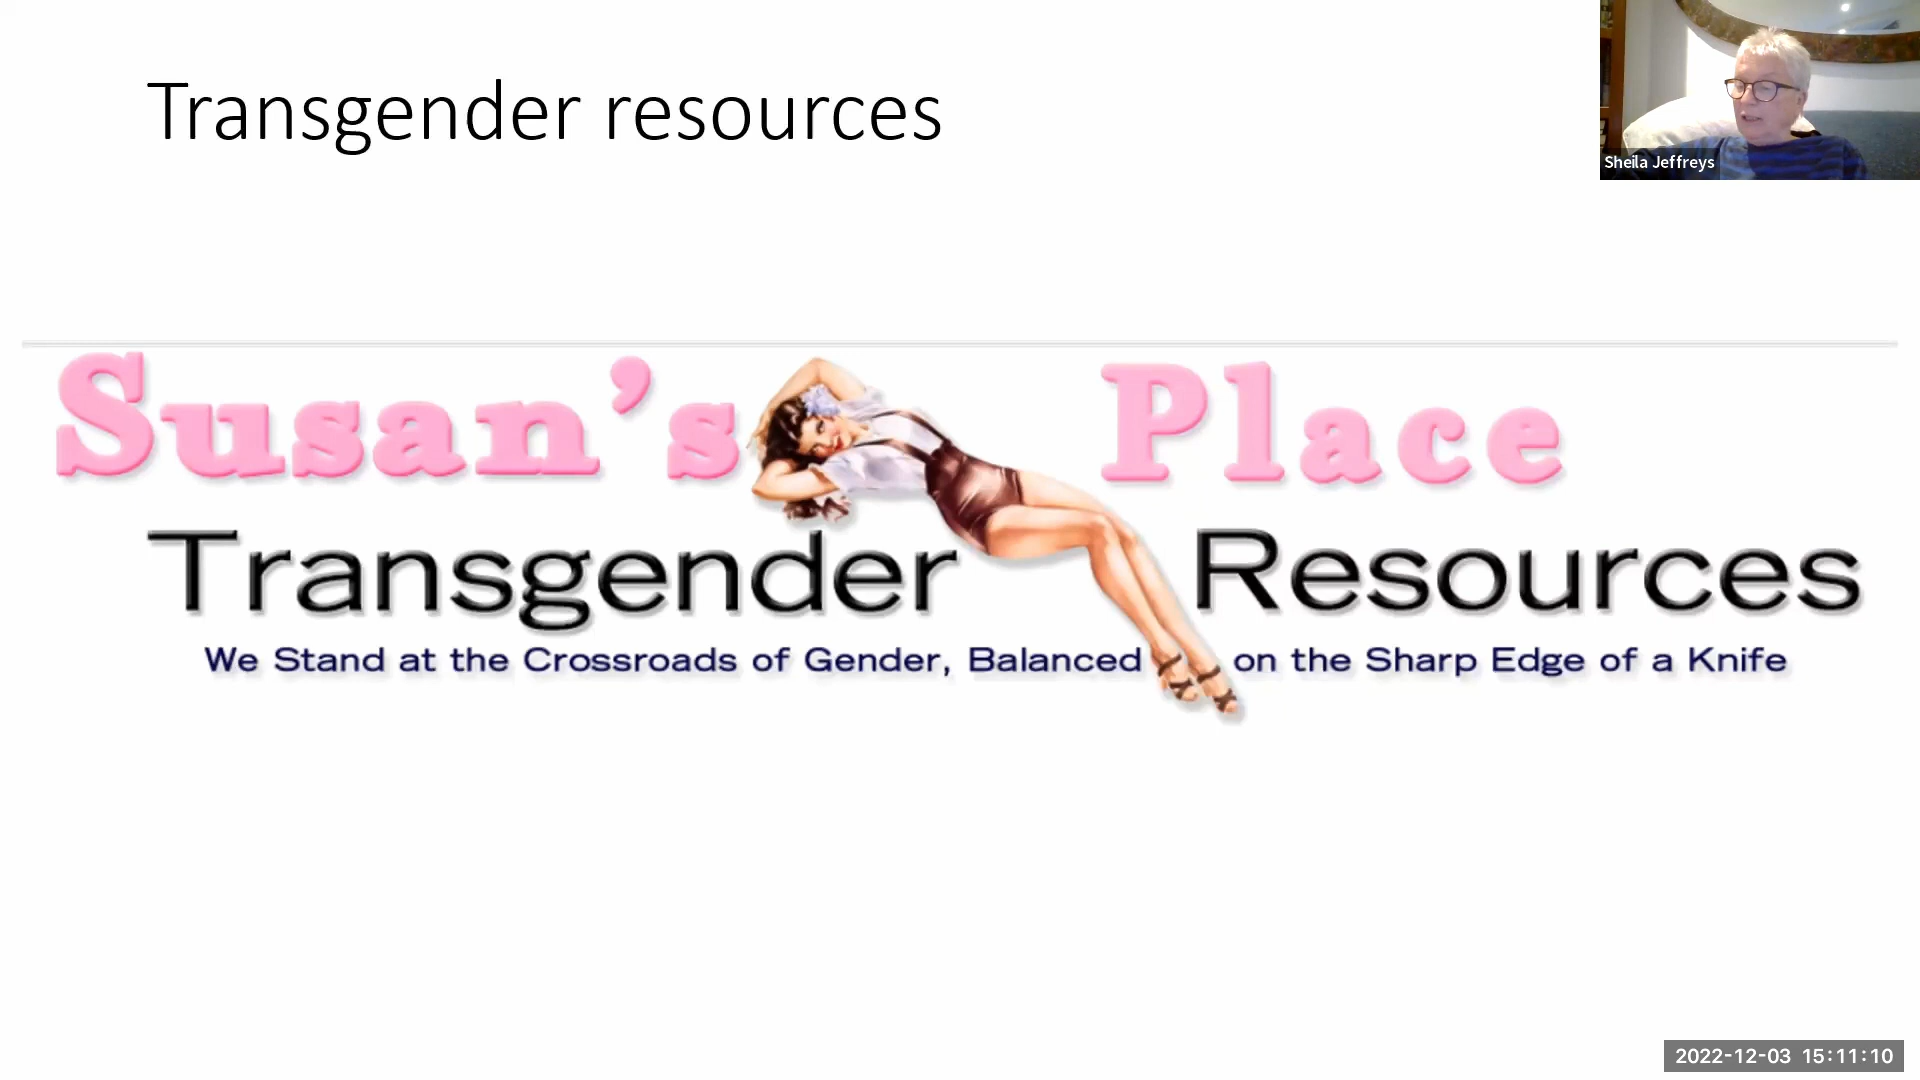 Transgender resources
Sheila Jeffreys
Susan's Place
Transgender Resources
We Stand at the Crossroads of Gender, Balanced on the Sharp Edge of a Knife
2022-12-03 15:11:10